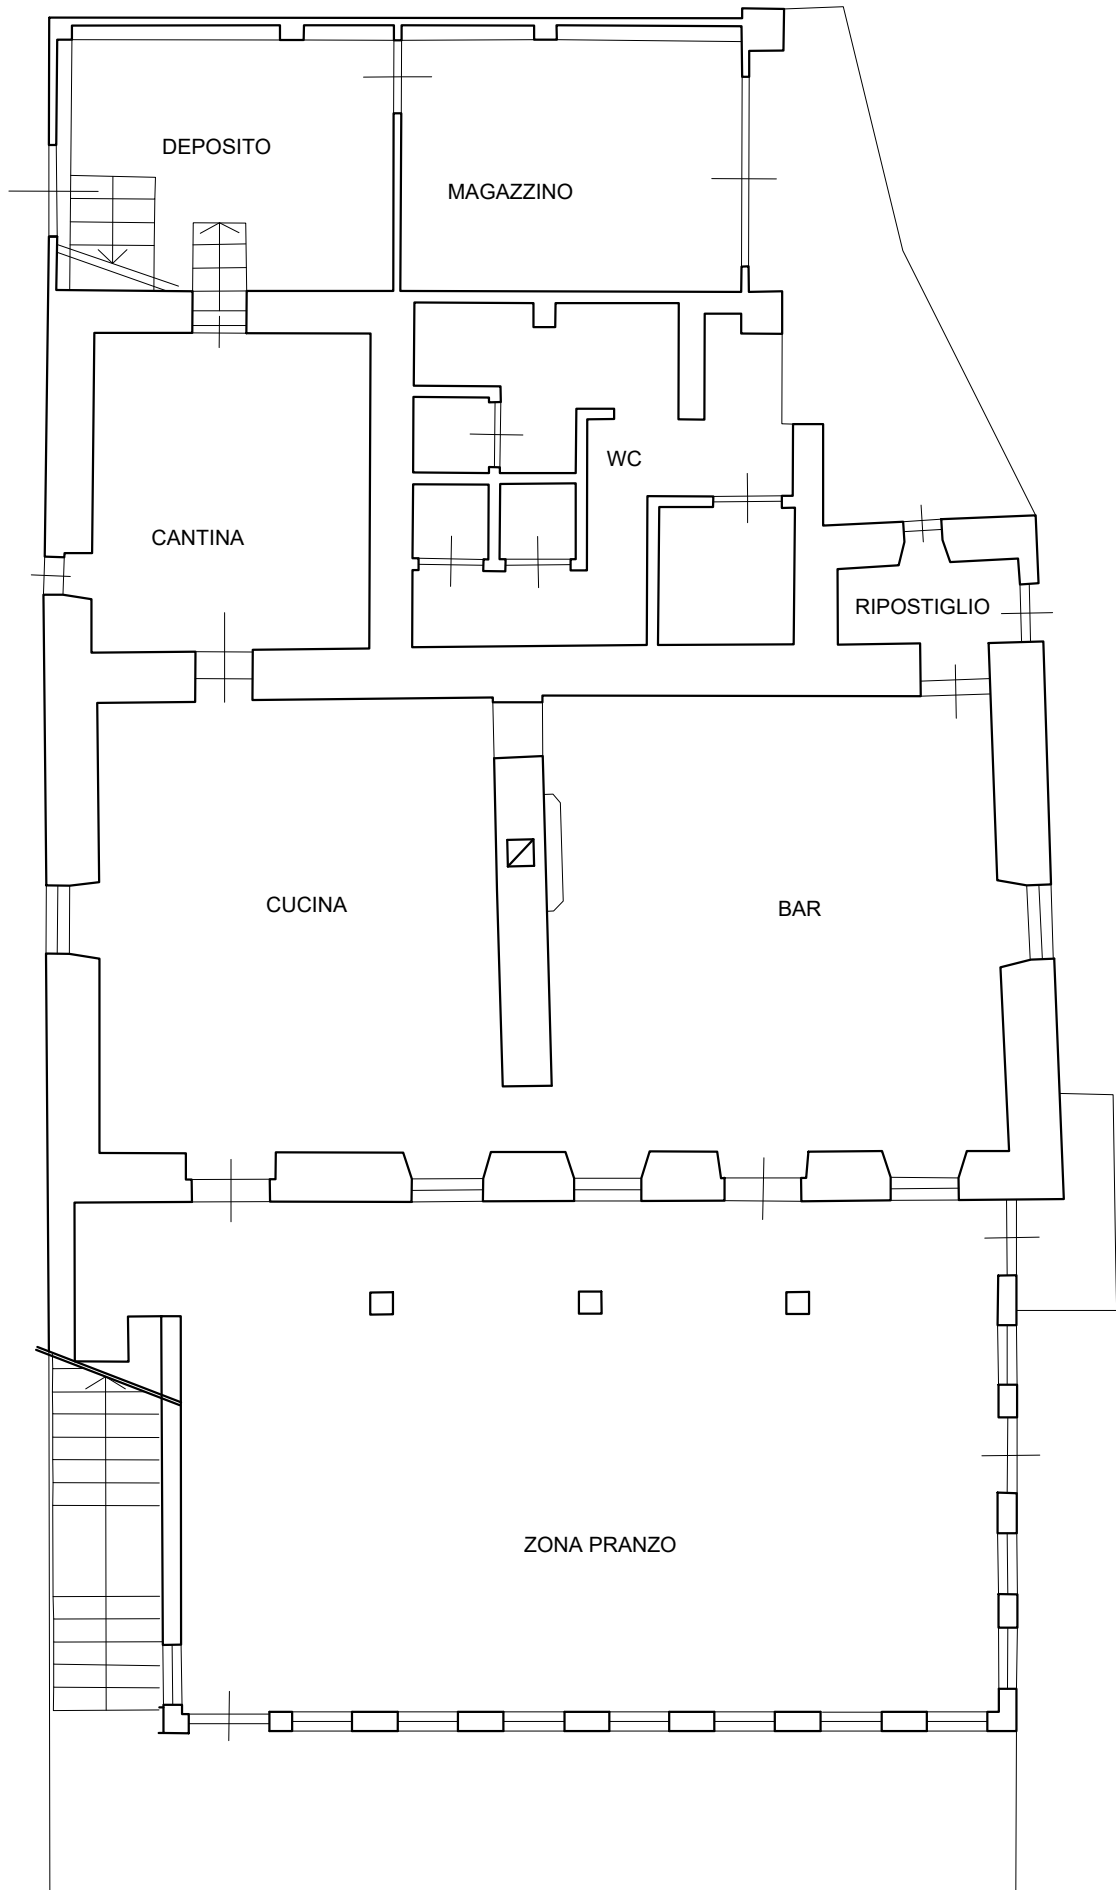 DEPOSITO
MAGAZZINO
WC
CANTINA
RIPOSTIGLIO
CUCINA
BAR
ZONA PRANZO